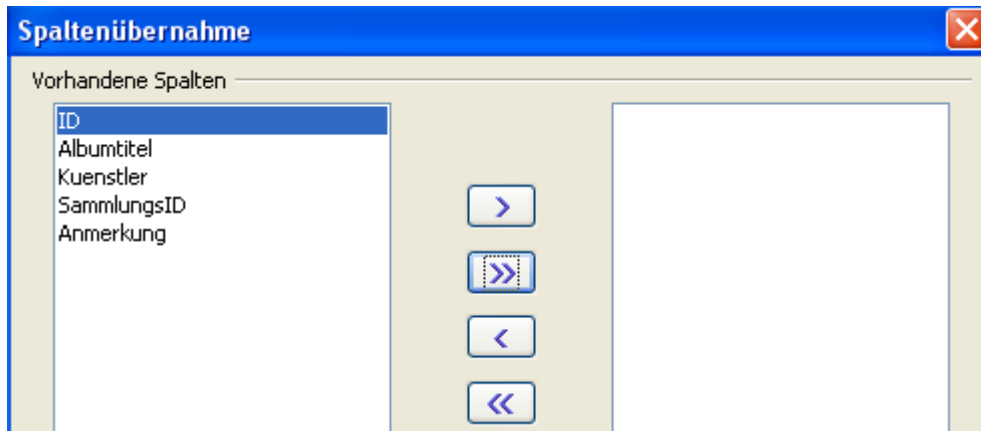 Spaltenübernahme
Vorhandene Spalten
ID
Albumtitel
Kuenstler
SammlungsID
Anmerkung
>
>>
<
<<